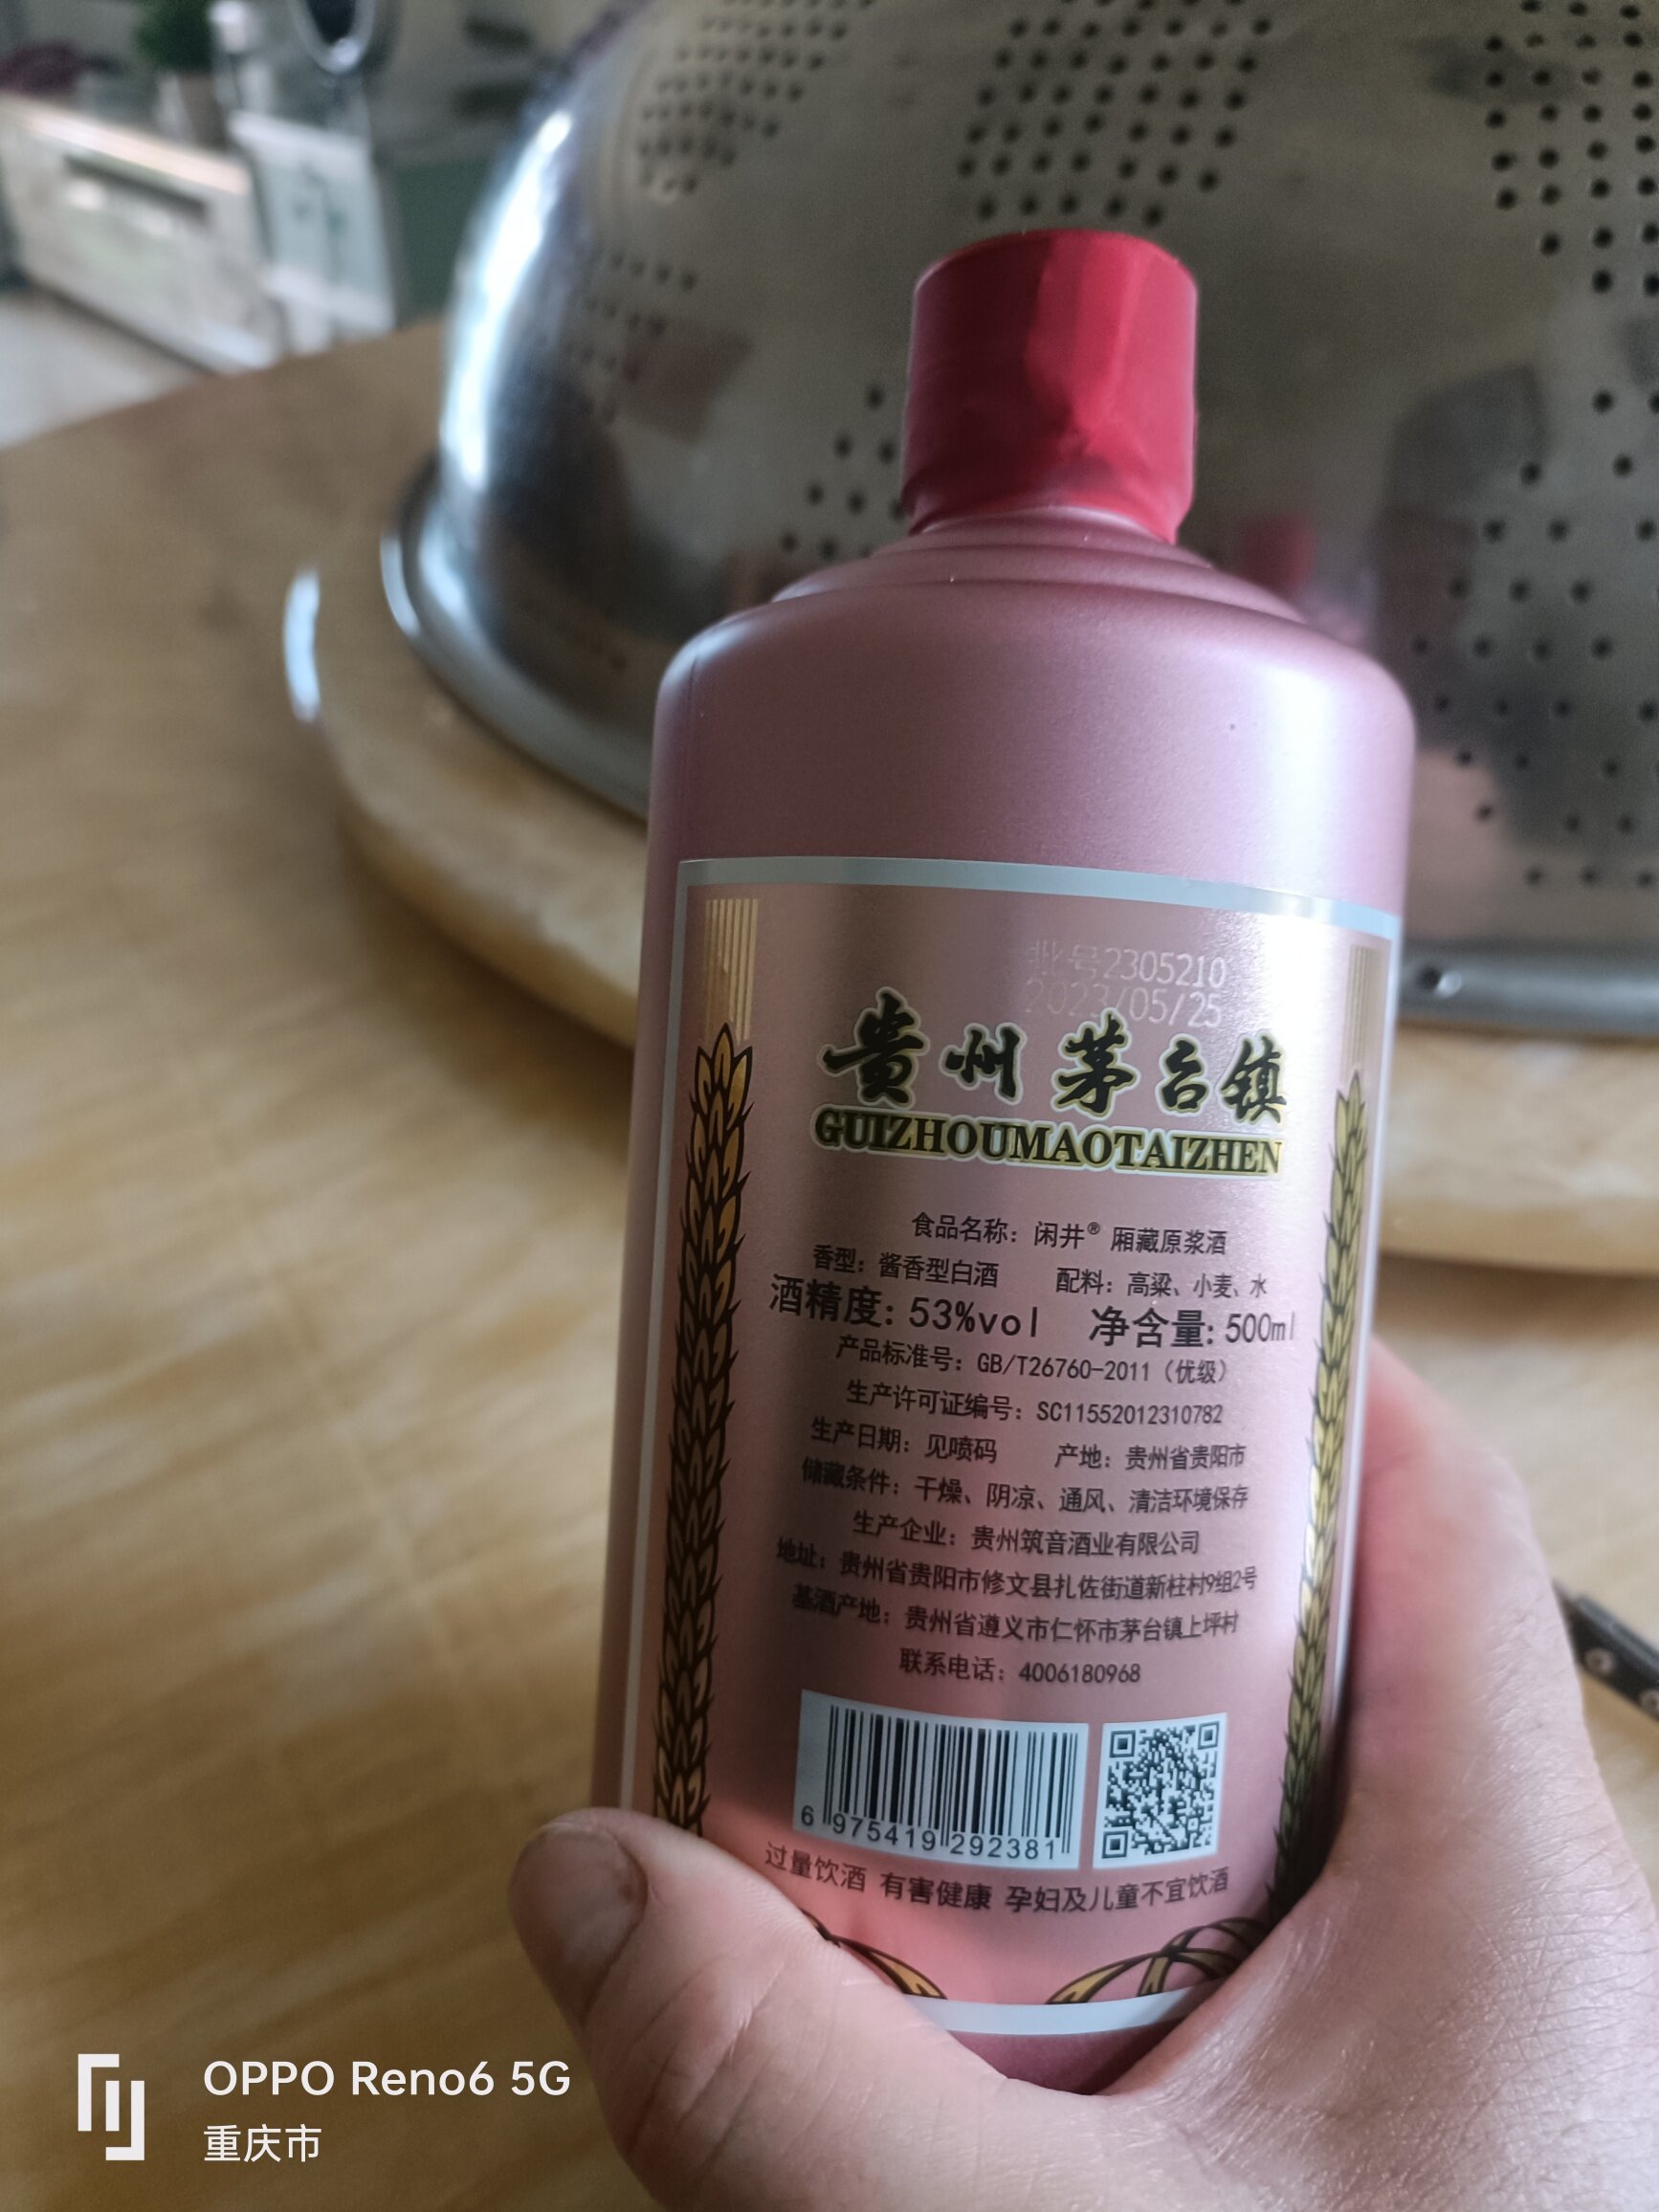 批号2305210
2023/05/25
贵州茅台镇
GUIZHOUMAOTAIZHEN
食品名称：闲井® 厢藏原浆酒
香型：酱香型白酒 配料：高粱、小麦、水
酒精度：53%vol 净含量：500ml
产品标准号：GB/T26760-2011（优级）
生产许可证编号：SC11552012310782
生产日期：见喷码 产地：贵州省贵阳市
储藏条件：干燥、阴凉、通风、清洁环境保存
生产企业：贵州筑音酒业有限公司
地址：贵州省贵阳市修文县扎佐街道新柱村9组2号
基酒产地：贵州省遵义市仁怀市茅台镇上坪村
联系电话：4006180968
6 975419 292381
过量饮酒 有害健康 孕妇及儿童不宜饮酒
OPPO Reno6 5G
重庆市